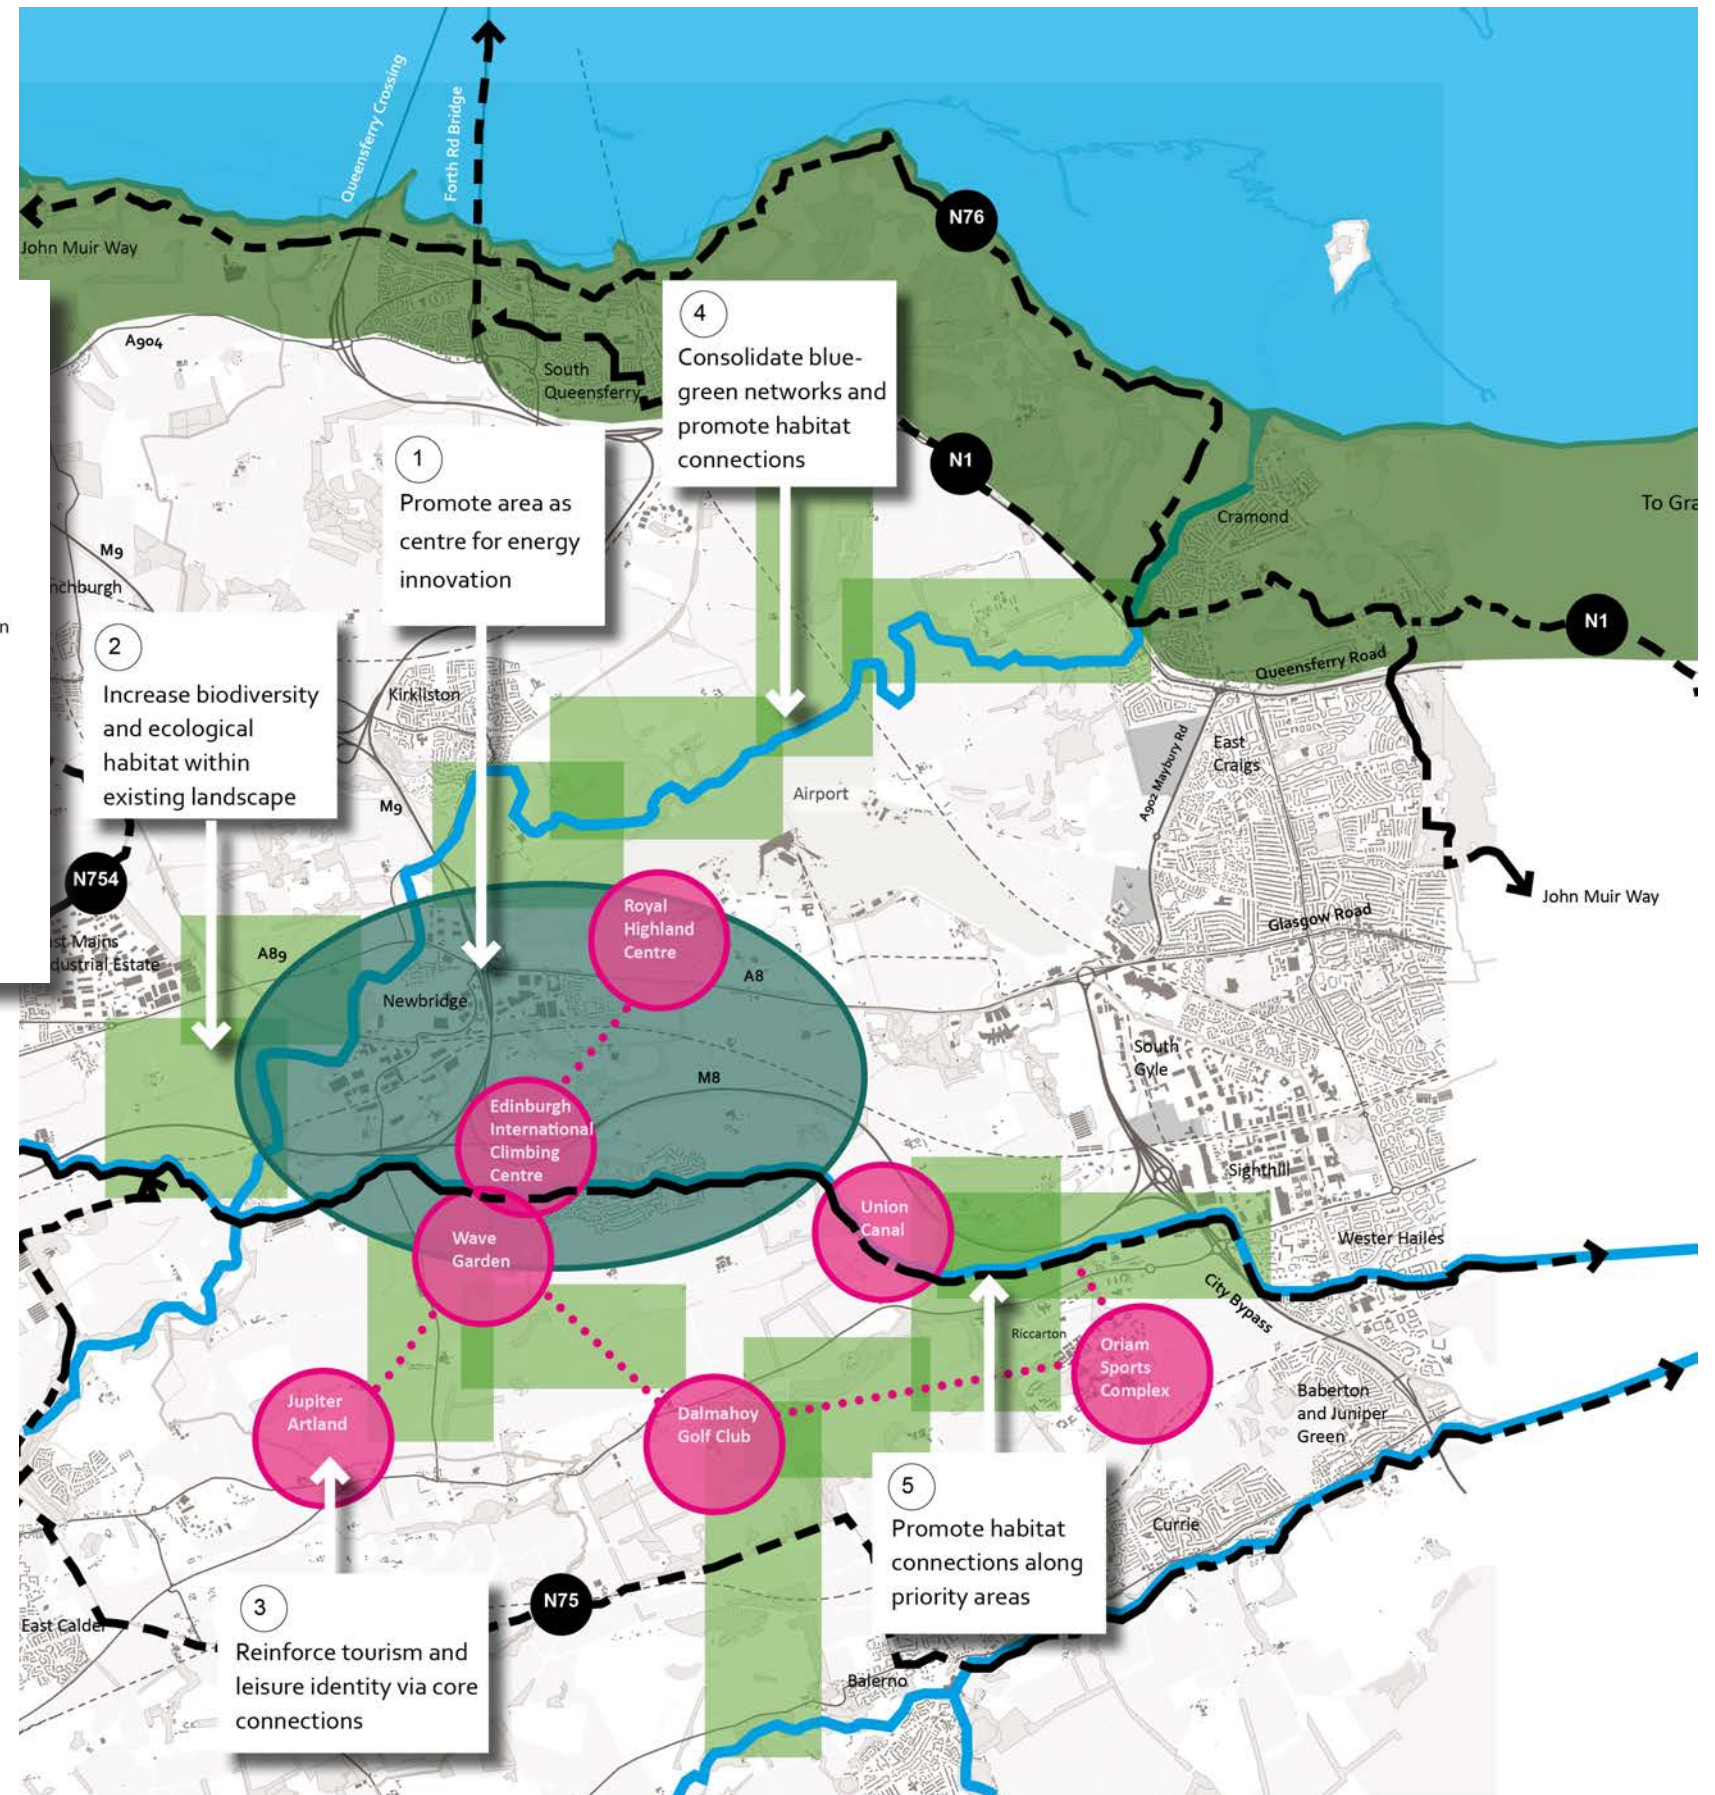 Queensferry Crossing
Forth Rd Bridge
John Muir Way
N76
A904
South
Queensferry
4
Consolidate blue-
green networks and
promote habitat
connections
1
Promote area as
centre for energy
innovation
N1
Cramond
To Gra
M9
nchburgh
n
2
Increase biodiversity
and ecological
habitat within
existing landscape
Kirkliston
N1
Queensferry Road
M9
Airport
A902 Maybury Rd
East
Craigs
N754
John Muir Way
Royal
Highland
Centre
Glasgow Road
ast Mains
dustrial Estate
A89
A8
Newbridge
M8
South
Gyle
Edinburgh
International
Climbing
Centre
Sighthill
Union
Canal
Wave
Garden
Wester Hailes
City Bypass
Riccarton
Oriam
Sports
Complex
Jupiter
Artland
Dalmahoy
Golf Club
Baberton
and Juniper
Green
5
Promote habitat
connections along
priority areas
Currie
N75
3
Reinforce tourism and
leisure identity via core
connections
East Calder
Balerno